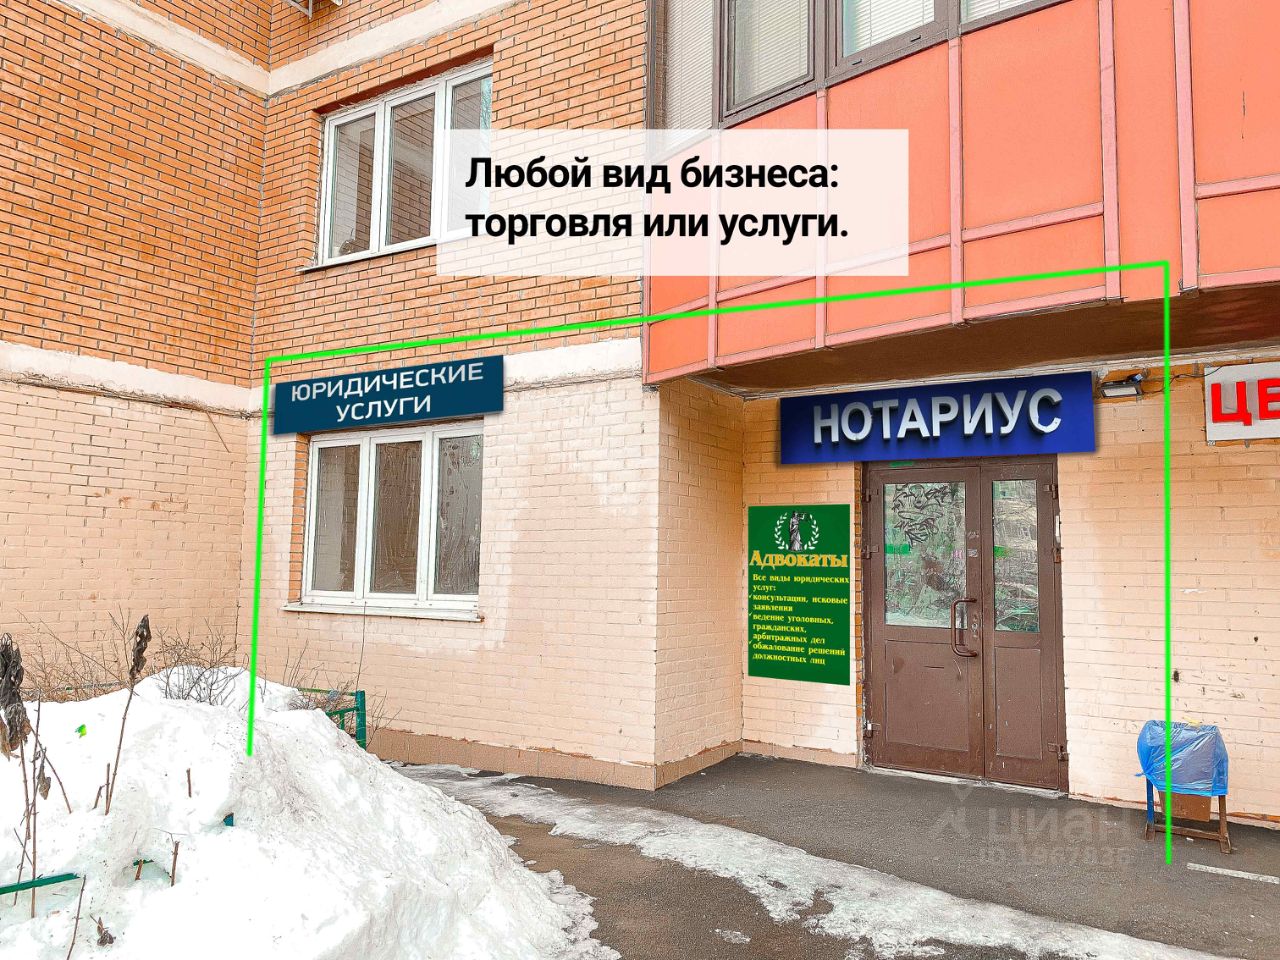 Любой вид бизнеса:
торговля или услуги.
ЮРИДИЧЕСКИЕ
УСЛУГИ
НОТАРИУС
ЦЕ
Адвокаты
Все виды юридических
услуг:
консультации, исковые
заявления
ведение уголовных,
гражданских,
арбитражных дел
обжалование решений
должностных лиц
циан